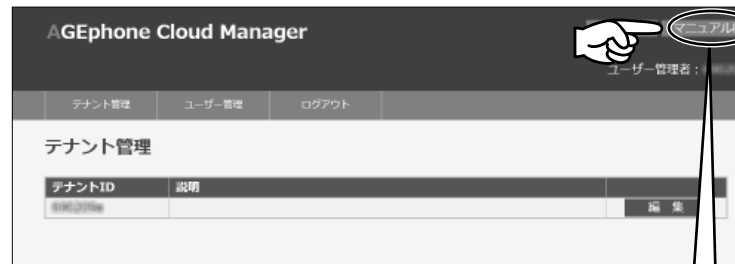 AGEphone Cloud Manager
マニュアル
ユーザー管理者：
テナント管理 ユーザー管理 ログアウト
テナント管理
テナントID 説明
編 集